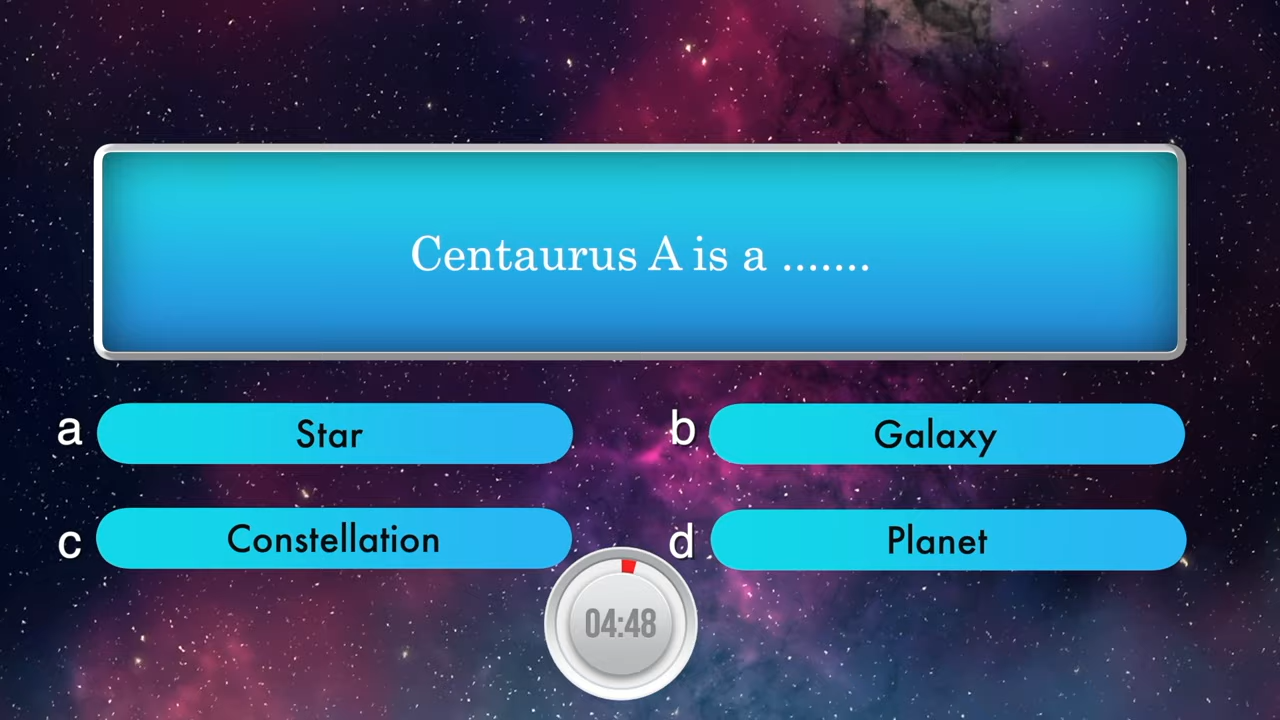 Centaurus A is a .......
a Star
b Galaxy
c Constellation
d Planet
04:48